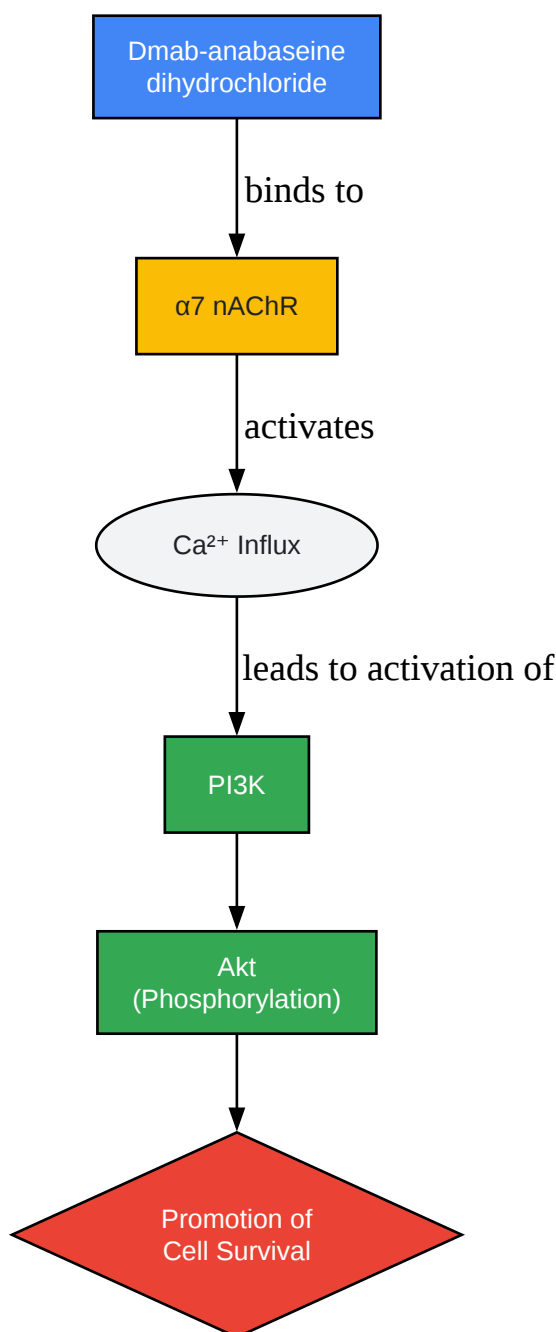 Dmab-anabaseine
dihydrochloride
binds to
α7 nAChR
activates
Ca²⁺ Influx
leads to activation of
PI3K
Akt
(Phosphorylation)
Promotion of
Cell Survival